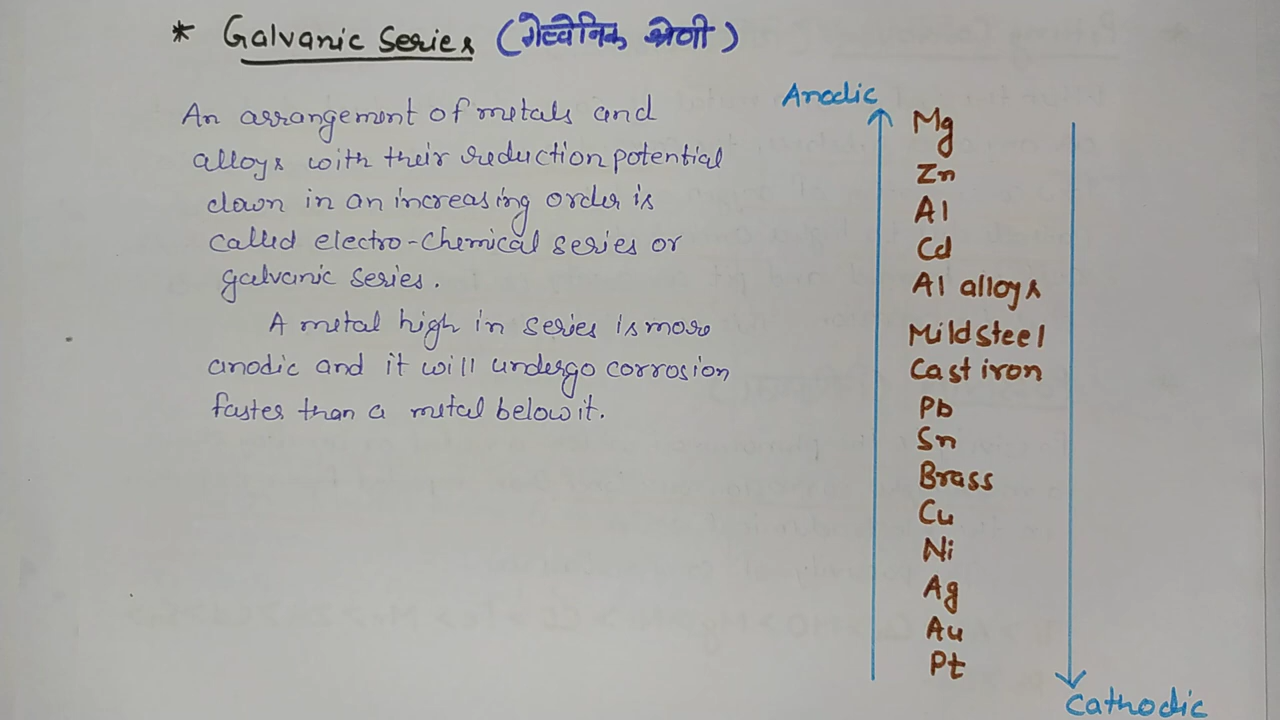 * Galvanic Series (गेल्वेनिक श्रेणी)
An arrangement of metals and
alloys with their reduction potential
down in an increasing order is
called electro-chemical series or
galvanic series.
A metal high in series is more
anodic and it will undergo corrosion
faster than a metal below it.
Anodic
Mg
Zn
Al
Cd
Al alloys
Mild steel
Cast iron
Pb
Sn
Brass
Cu
Ni
Ag
Au
Pt
Cathodic